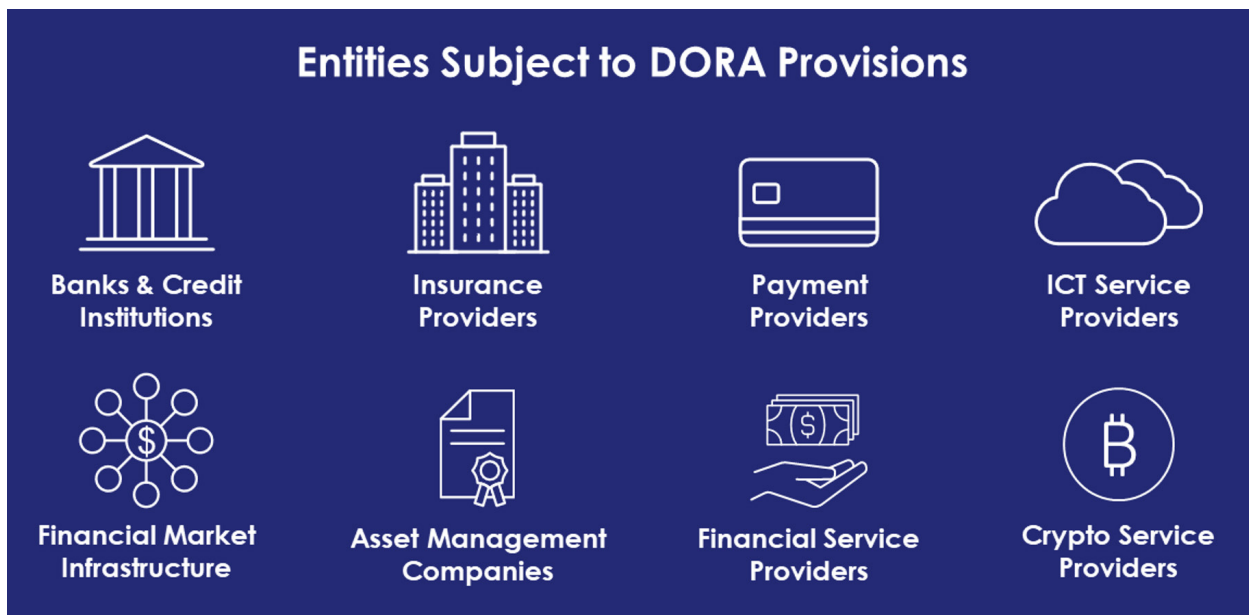 Entities Subject to DORA Provisions
Banks & Credit
Institutions
Insurance
Providers
Payment
Providers
ICT Service
Providers
$
Financial Market
Infrastructure
Asset Management
Companies
$
Financial Service
Providers
Crypto Service
Providers